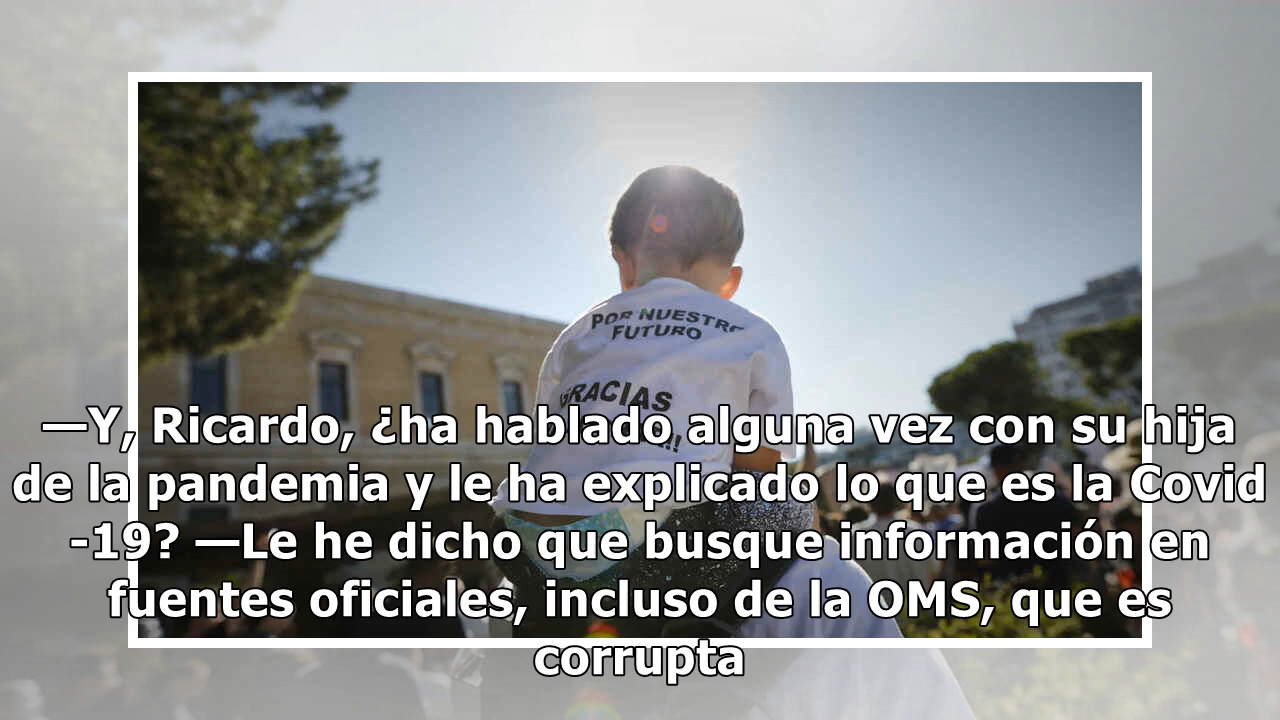 POR NUESTRO
FUTURO
GRACIAS
—Y, Ricardo, ¿ha hablado alguna vez con su hija
de la pandemia y le ha explicado lo que es la Covid
-19? —Le he dicho que busque información en
fuentes oficiales, incluso de la OMS, que es
corrupta